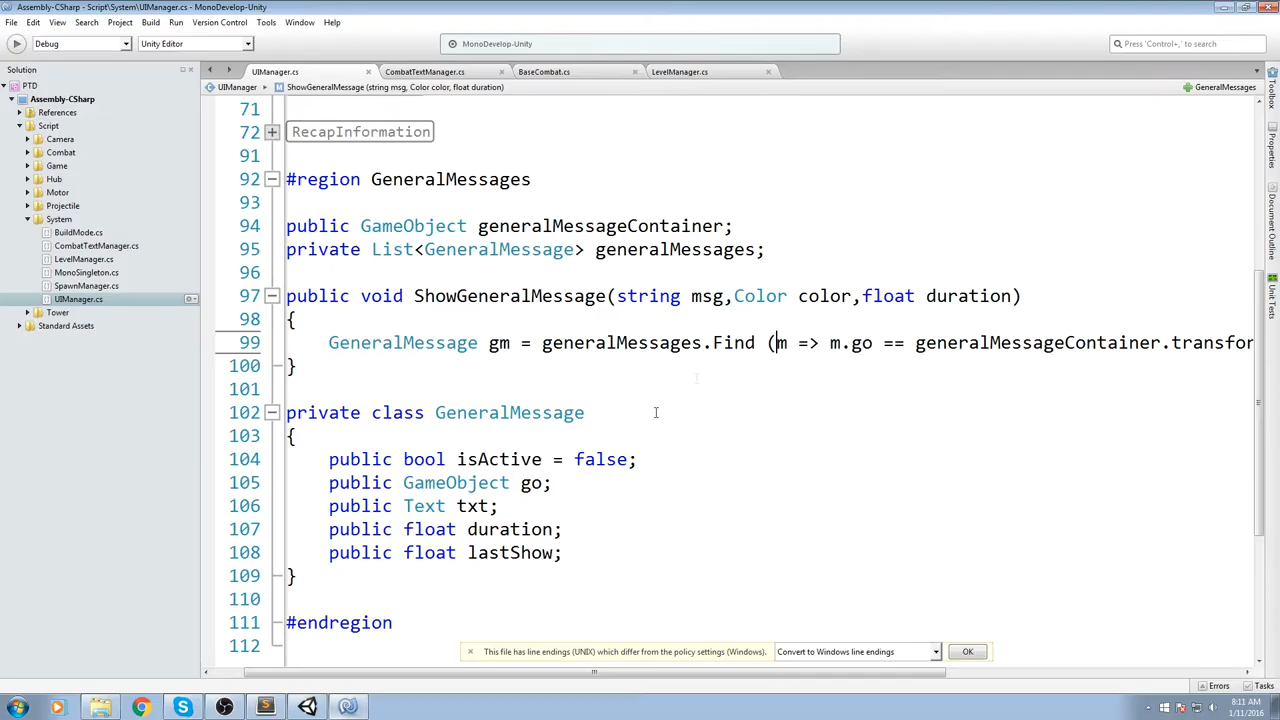 Assembly-CSharp - Script\System\UIManager.cs - MonoDevelop-Unity
File Edit View Search Project Build Run Version Control Tools Window Help
Debug Unity Editor MonoDevelop-Unity Press 'Control+,' to search
Solution
PTD
Assembly-CSharp
References
Script
Camera
Combat
Game
Hub
Motor
Projectile
System
BuildMode.cs
CombatTextManager.cs
LevelManager.cs
MonoSingleton.cs
SpawnManager.cs
UIManager.cs
Tower
Standard Assets
UIManager.cs CombatTextManager.cs BaseCombat.cs LevelManager.cs
UIManager ShowGeneralMessage (string msg, Color color, float duration) GeneralMessages
71
72 RecapInformation
91
92 #region GeneralMessages
93
94 public GameObject generalMessageContainer;
95 private List<GeneralMessage> generalMessages;
96
97 public void ShowGeneralMessage(string msg,Color color,float duration)
98 {
99 GeneralMessage gm = generalMessages.Find (m => m.go == generalMessageContainer.transfor
100 }
101
102 private class GeneralMessage
103 {
104 public bool isActive = false;
105 public GameObject go;
106 public Text txt;
107 public float duration;
108 public float lastShow;
109 }
110
111 #endregion
112
This file has line endings (UNIX) which differ from the policy settings (Windows). Convert to Windows line endings OK
Toolbox
Properties
Document Outline
Unit Tests
Errors Tasks
8:11 AM
1/11/2016